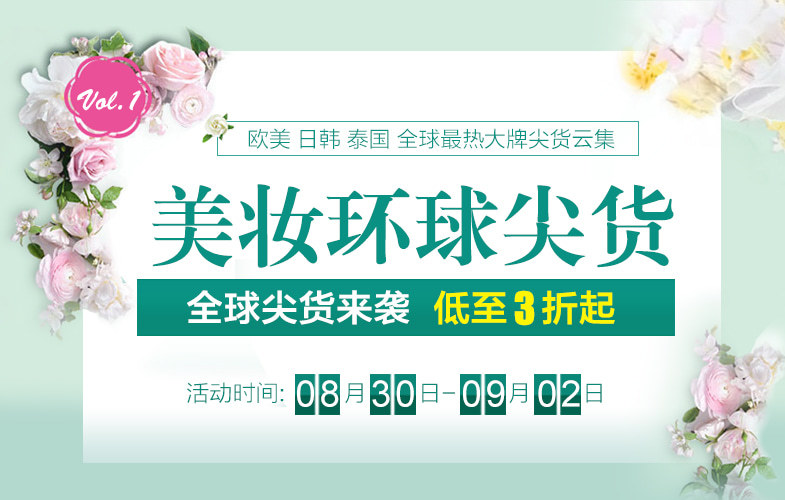 Vol.1
欧美 日韩 泰国 全球最热大牌尖货云集
美妆环球尖货
全球尖货来袭 低至3折起
活动时间: 08月30日-09月02日